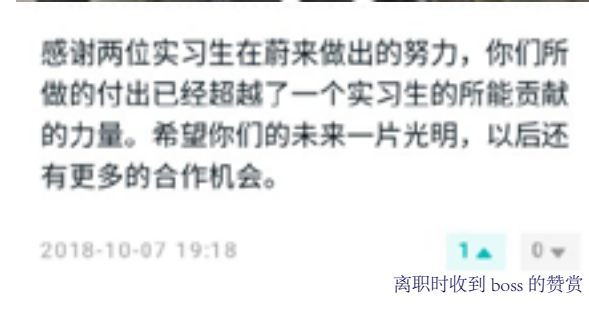 感谢两位实习生在蔚来做出的努力，你们所
做的付出已经超越了一个实习生的所能贡献
的力量。希望你们的未来一片光明，以后还
有更多的合作机会。
2018-10-07 19:18
1
0
离职时收到 boss 的赞赏